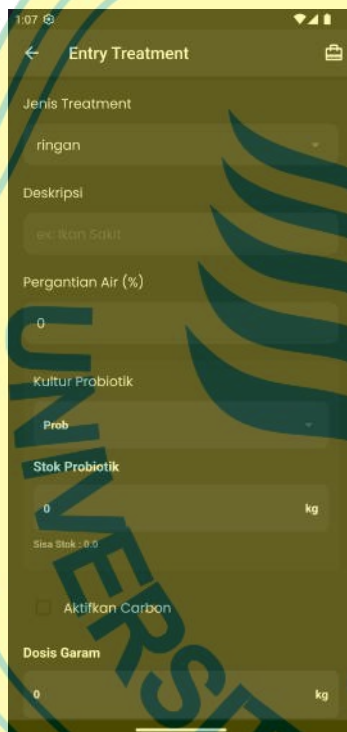 1:07
Entry Treatment
Jenis Treatment
ringan
Deskripsi
ex: Ikan Sakit
Pergantian Air (%)
0
Kultur Probiotik
Prob
Stok Probiotik
0 kg
Sisa Stok : 0.0
Aktifkan Carbon
Dosis Garam
0 kg
UNIVERSI